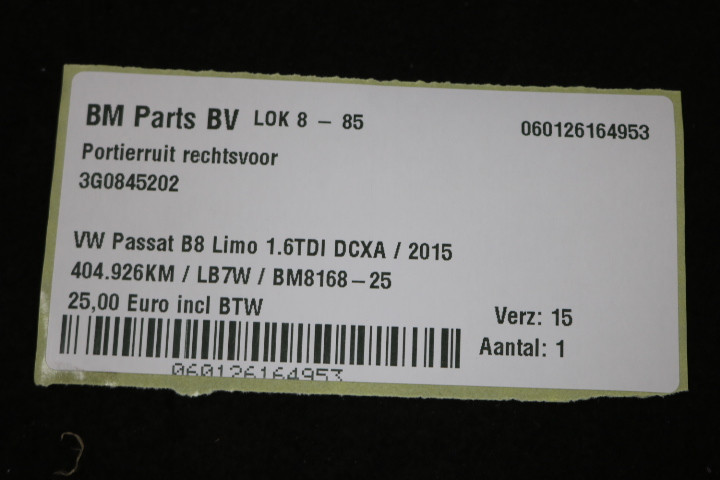 BM Parts BV LOK 8 – 85 060126164953
Portierruit rechtsvoor
3G0845202
VW Passat B8 Limo 1.6TDI DCXA / 2015
404.926KM / LB7W / BM8168–25
25,00 Euro incl BTW
Verz: 15
Aantal: 1
060126164953